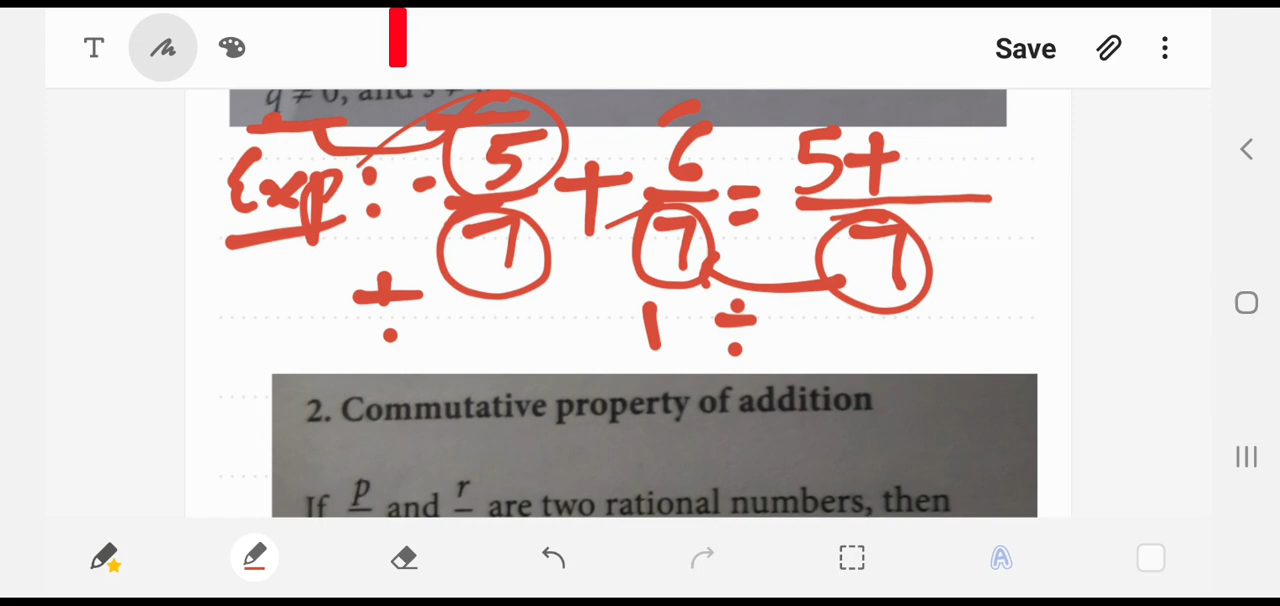 T Save
q ≠ 0, and s ≠
Exp : - 5/7 + 6/7 = 5+/7
÷ 1 ÷
2. Commutative property of addition
If p and r are two rational numbers, then
A